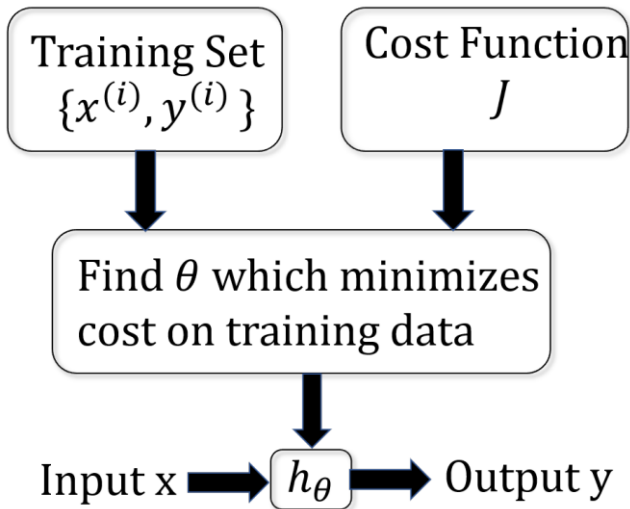 Training Set
{x⁽ⁱ⁾, y⁽ⁱ⁾ }
Cost Function
J
Find θ which minimizes
cost on training data
Input x
h_θ
Output y